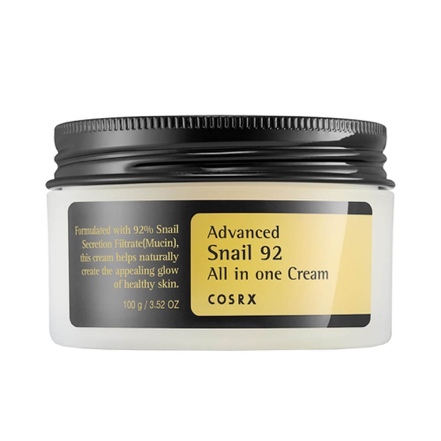 Formulated with 92% Snail
Secretion Filtrate(Mucin),
this cream helps naturally
create the appealing glow
of healthy skin.
100 g / 3.52 OZ
Advanced
Snail 92
All in one Cream
COSRX